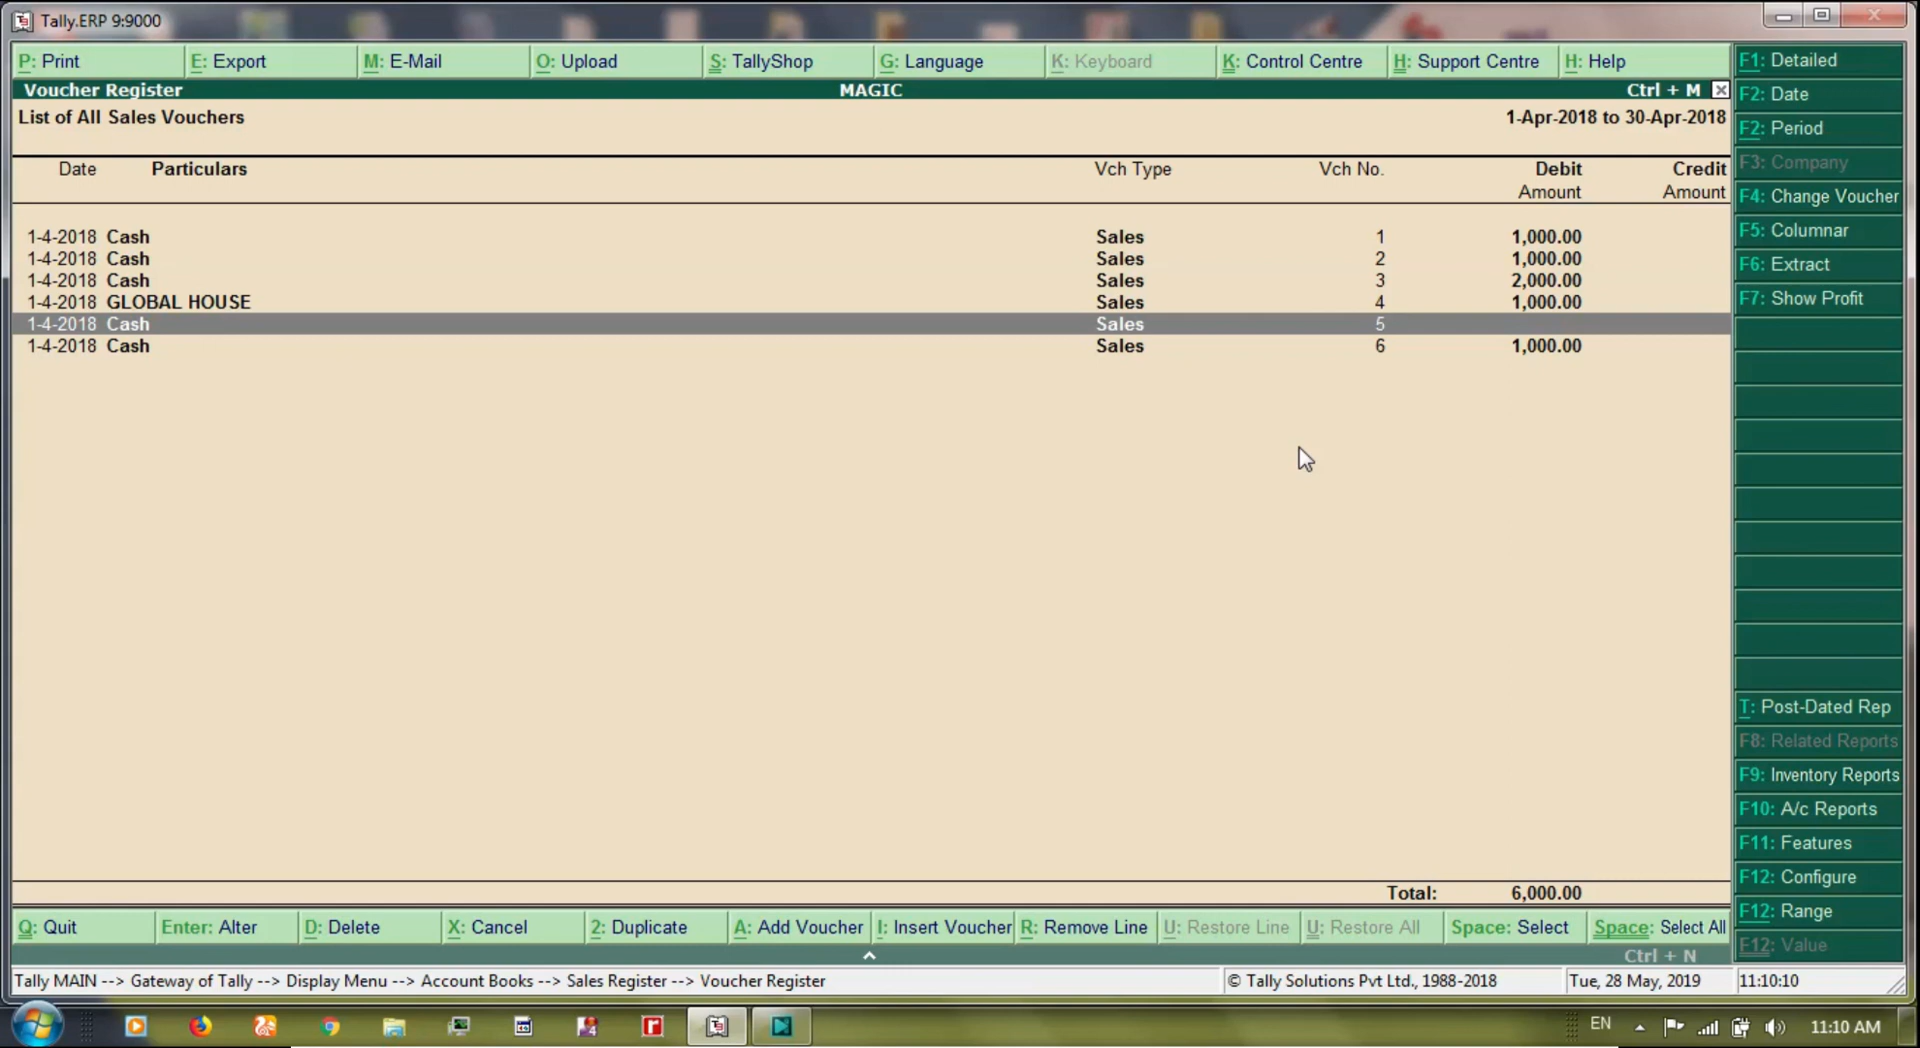 Tally.ERP 9:9000
P: Print E: Export M: E-Mail O: Upload S: TallyShop G: Language K: Keyboard K: Control Centre H: Support Centre H: Help
Voucher Register MAGIC Ctrl + M
List of All Sales Vouchers 1-Apr-2018 to 30-Apr-2018
Date Particulars Vch Type Vch No. Debit Credit
Amount Amount
1-4-2018 Cash Sales 1 1,000.00
1-4-2018 Cash Sales 2 1,000.00
1-4-2018 Cash Sales 3 2,000.00
1-4-2018 GLOBAL HOUSE Sales 4 1,000.00
1-4-2018 Cash Sales 5
1-4-2018 Cash Sales 6 1,000.00
Total: 6,000.00
F1: Detailed
F2: Date
F2: Period
F3: Company
F4: Change Voucher
F5: Columnar
F6: Extract
F7: Show Profit
T: Post-Dated Rep
F8: Related Reports
F9: Inventory Reports
F10: A/c Reports
F11: Features
F12: Configure
F12: Range
F12: Value
Q: Quit Enter: Alter D: Delete X: Cancel 2: Duplicate A: Add Voucher I: Insert Voucher R: Remove Line U: Restore Line U: Restore All Space: Select Space: Select All
Ctrl + N
Tally MAIN --> Gateway of Tally --> Display Menu --> Account Books --> Sales Register --> Voucher Register © Tally Solutions Pvt Ltd., 1988-2018 Tue, 28 May, 2019 11:10:10
EN 11:10 AM